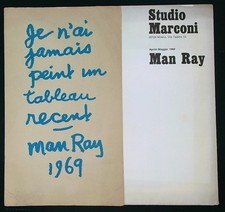 Je n'ai
jamais
peint un
tableau
recent
man Ray
1969
Studio
Marconi
Man Ray